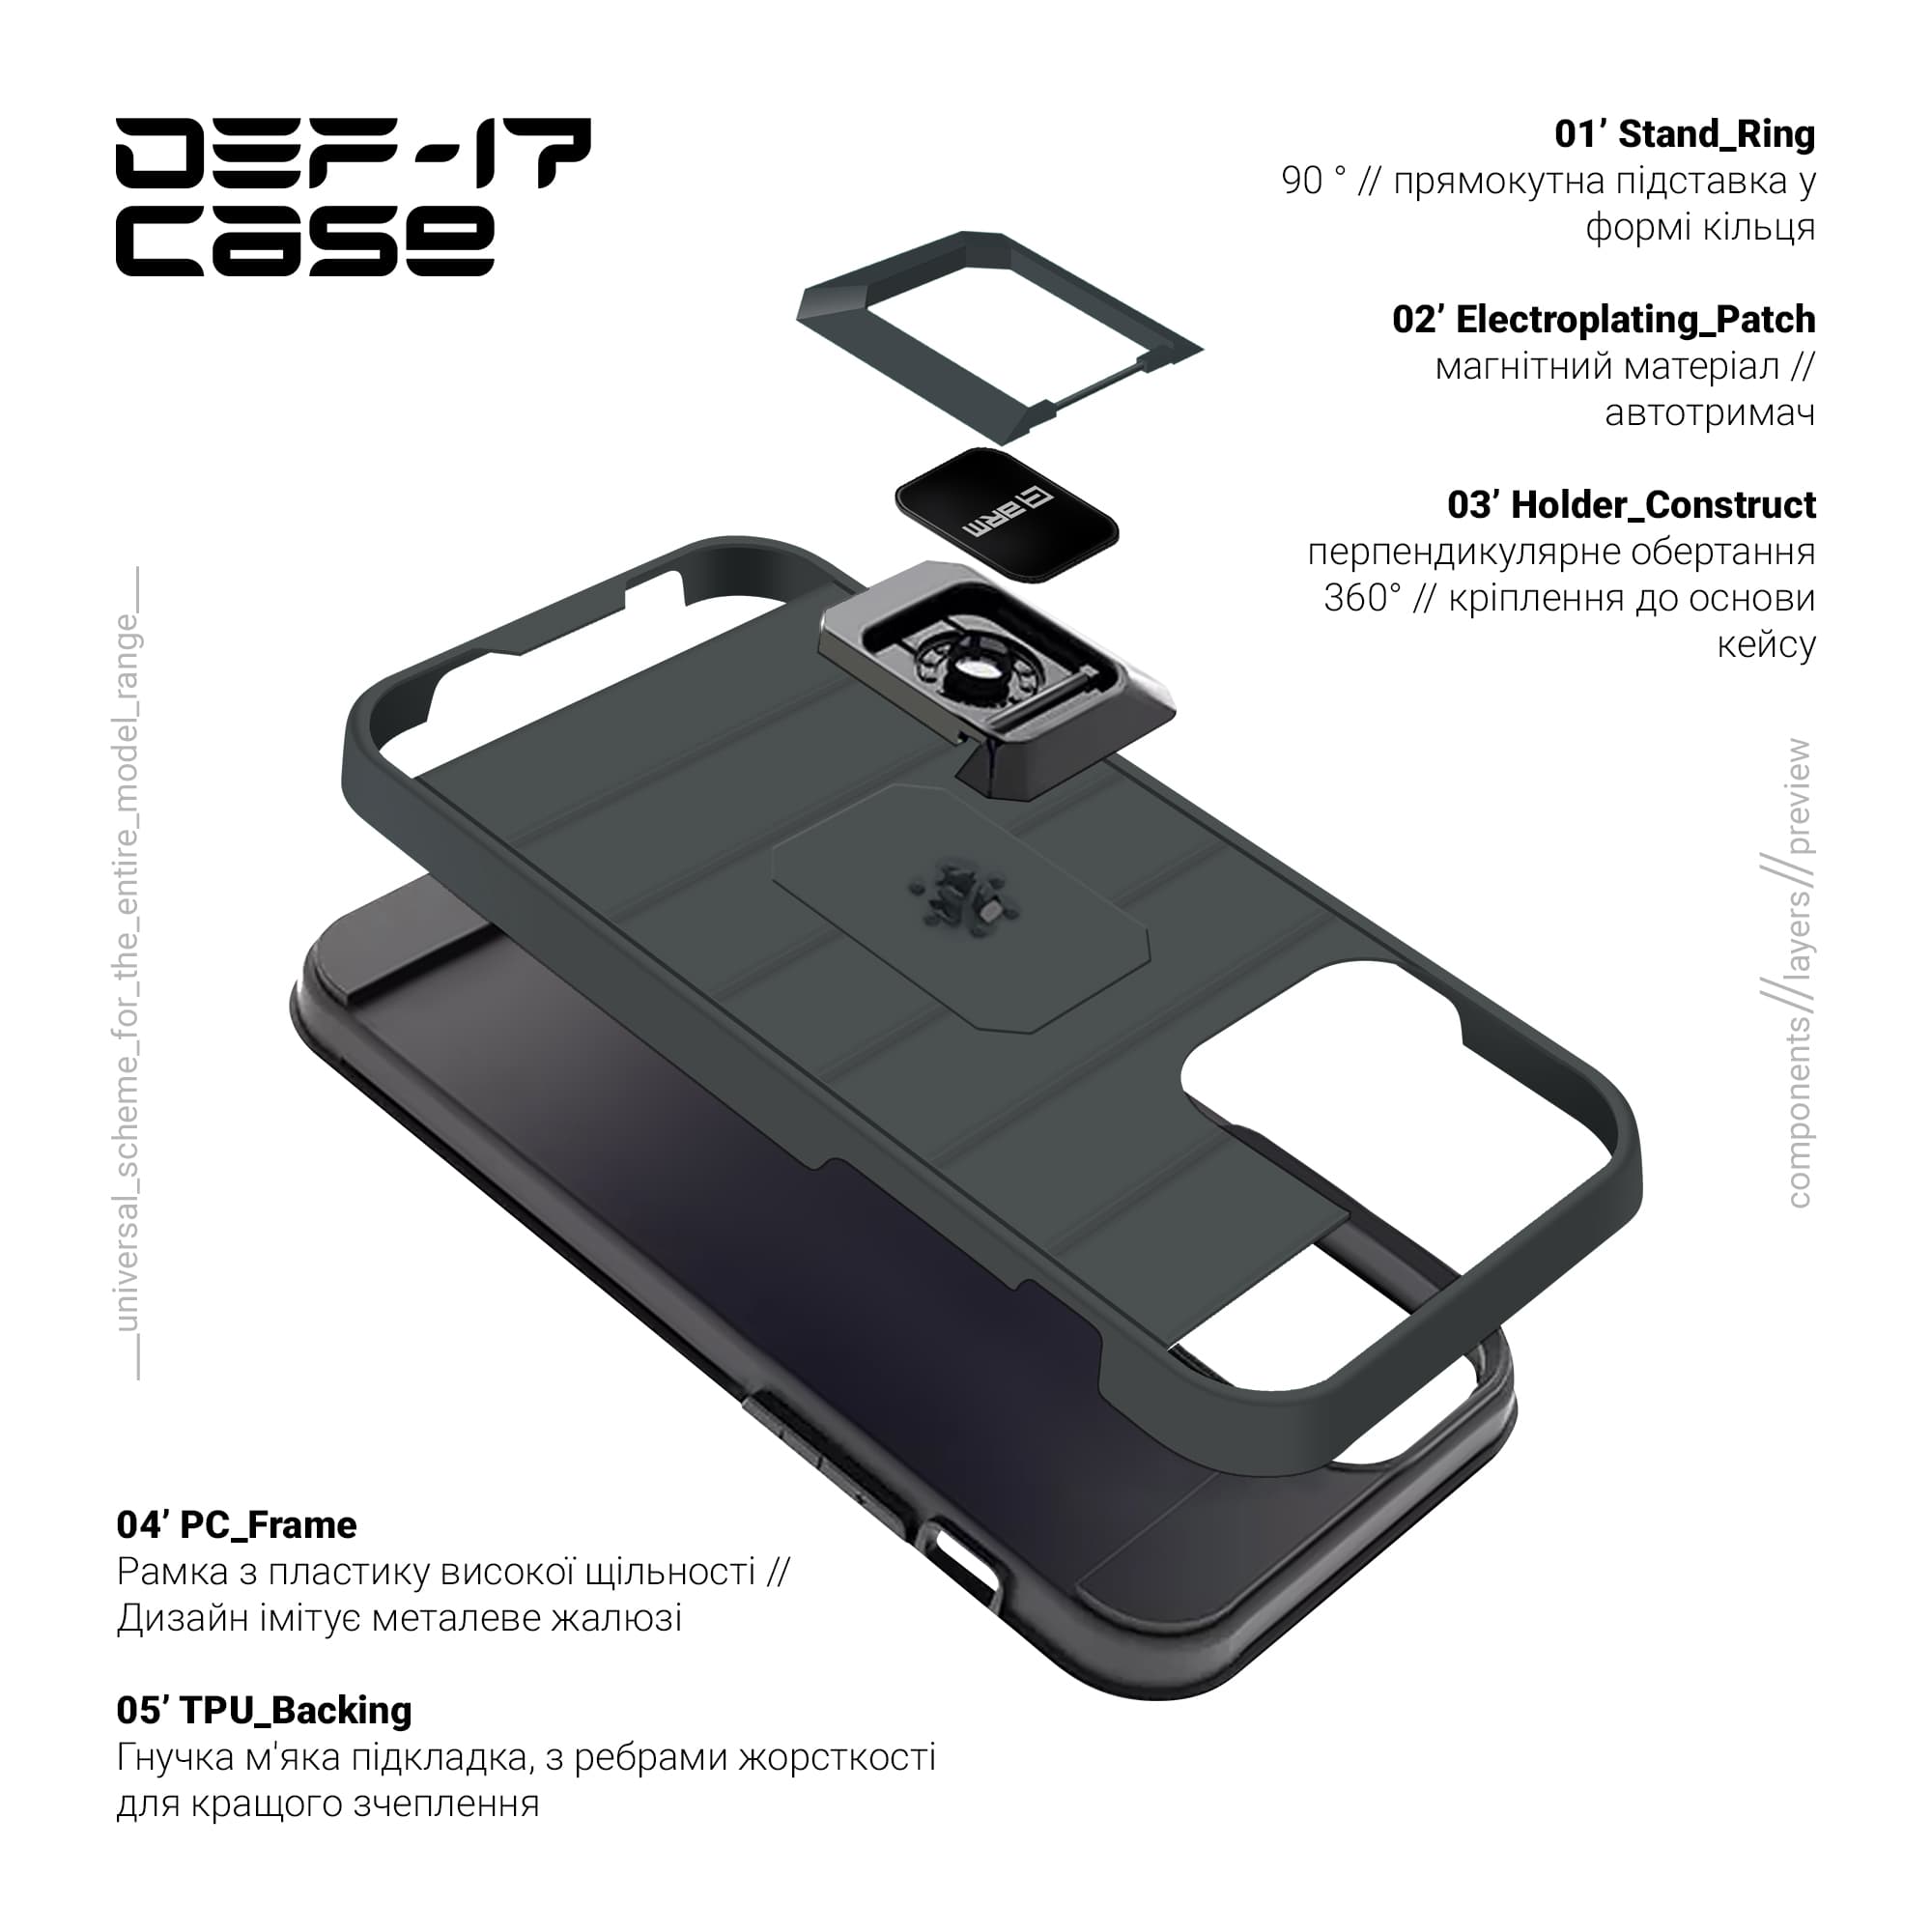 DEF-17
case
01’ Stand_Ring
90 ° // прямокутна підставка у
формі кільця
02’ Electroplating_Patch
магнітний матеріал //
автотримач
03’ Holder_Construct
перпендикулярне обертання
360° // кріплення до основи
кейсу
arm
__universal_scheme_for_the_entire_model_range__
components//layers//preview
04’ PC_Frame
Рамка з пластику високої щільності //
Дизайн імітує металеве жалюзі
05’ TPU_Backing
Гнучка м'яка підкладка, з ребрами жорсткості
для кращого зчеплення